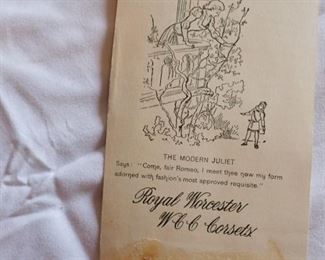 THE MODERN JULIET
Says: "Come, fair Romeo, I meet thee now my form
adorned with fashion's most approved requisite."
Royal Worcester
WCC Corsets